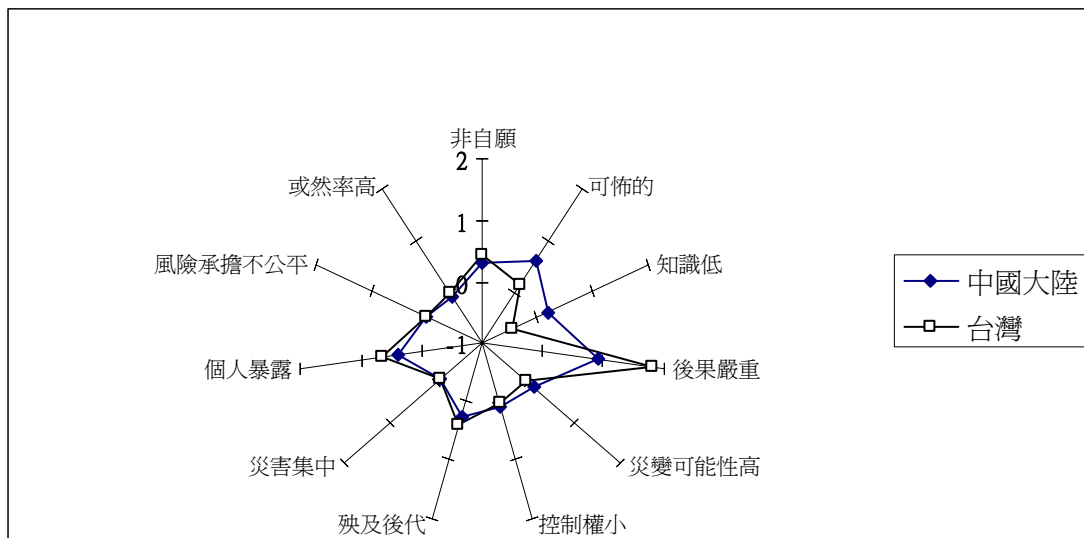 非自願
2
或然率高
可怖的
1
風險承擔不公平
知識低
0
中國大陸
台灣
-1
個人暴露
後果嚴重
災害集中
災變可能性高
殃及後代
控制權小